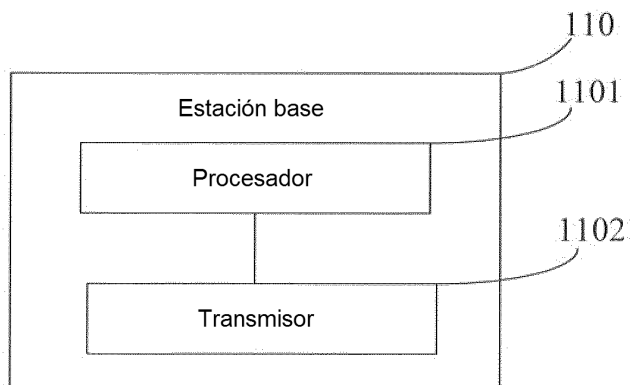 110
Estación base
1101
Procesador
1102
Transmisor